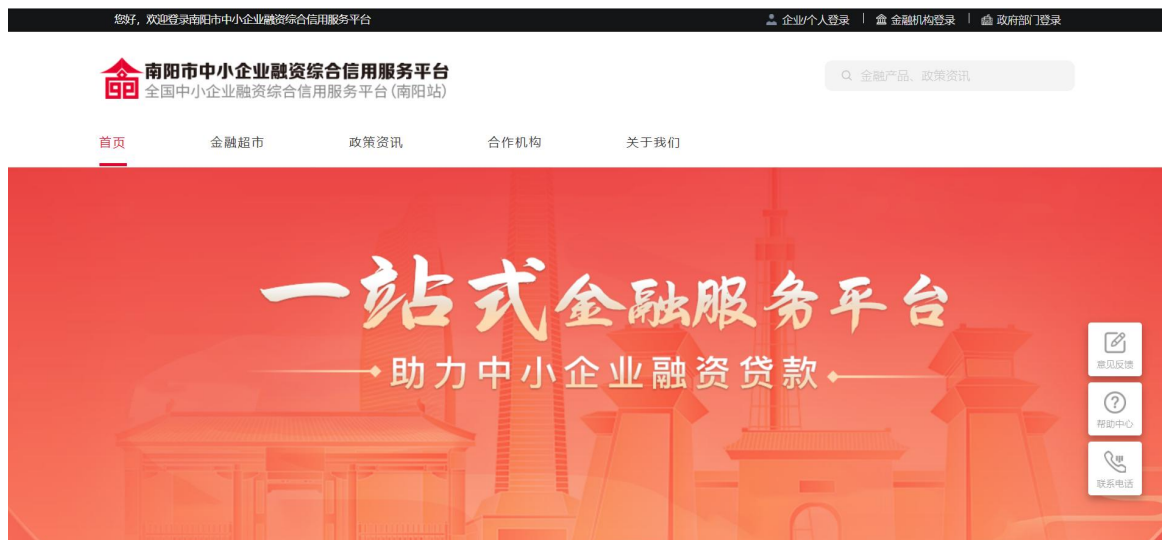 您好，欢迎登录南阳市中小企业融资综合信用服务平台
企业/个人登录 | 金融机构登录 | 政府部门登录
南阳市中小企业融资综合信用服务平台
全国中小企业融资综合信用服务平台(南阳站)
金融产品、政策资讯
首页 金融超市 政策资讯 合作机构 关于我们
一站式金融服务平台
助力中小企业融资贷款
意见反馈
帮助中心
联系电话